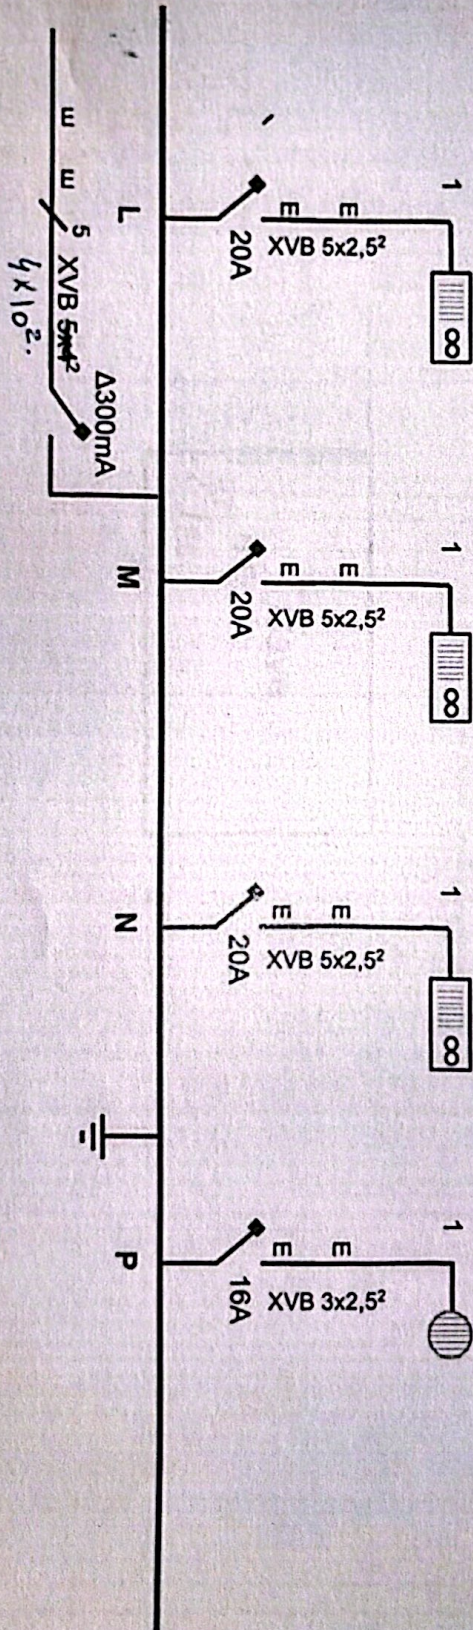 1
E E
XVB 5x2,5²
20A
L
1
E E
XVB 5x2,5²
20A
M
1
E E
XVB 5x2,5²
20A
N
1
E E
XVB 3x2,5²
16A
P
E E
5 XVB 5x4²
4x10².
Δ300mA